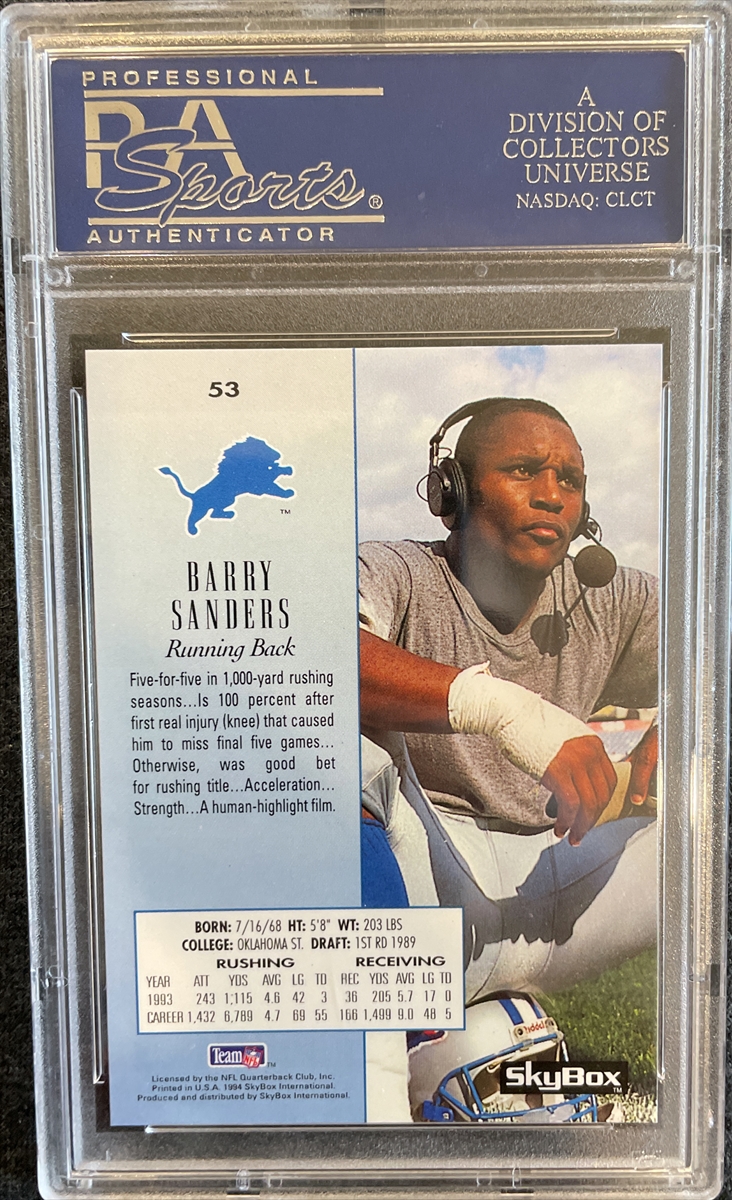 PROFESSIONAL
PSA
Sports®
AUTHENTICATOR
A
DIVISION OF
COLLECTORS
UNIVERSE
NASDAQ: CLCT
53
TM
BARRY
SANDERS
Running Back
Five-for-five in 1,000-yard rushing
seasons...Is 100 percent after
first real injury (knee) that caused
him to miss final five games...
Otherwise, was good bet
for rushing title...Acceleration...
Strength...A human-highlight film.
BORN: 7/16/68 HT: 5'8" WT: 203 LBS
COLLEGE: OKLAHOMA ST. DRAFT: 1ST RD 1989
RUSHING RECEIVING
YEAR ATT YDS AVG LG TD REC YDS AVG LG TD
1993 243 1,115 4.6 42 3 36 205 5.7 17 0
CAREER 1,432 6,789 4.7 69 55 166 1,499 9.0 48 5
Team NFL TM
Riddell
SkyBox TM
Licensed by the NFL Quarterback Club, Inc.
Printed in U.S.A. 1994 SkyBox International.
Produced and distributed by SkyBox International.